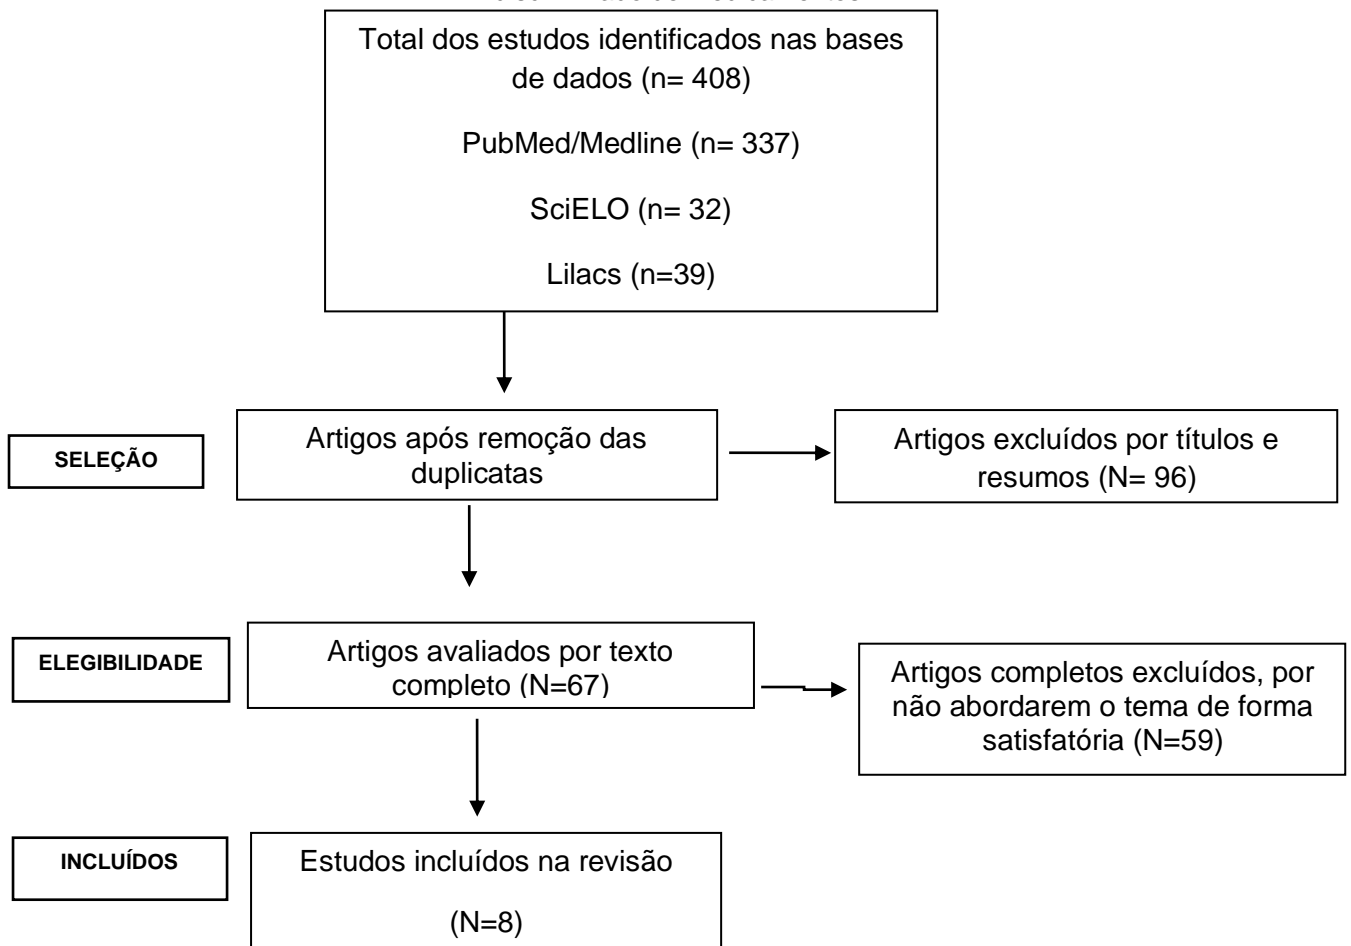 Total dos estudos identificados nas bases
de dados (n= 408)
PubMed/Medline (n= 337)
SciELO (n= 32)
Lilacs (n=39)
SELEÇÃO
Artigos após remoção das
duplicatas
Artigos excluídos por títulos e
resumos (N= 96)
ELEGIBILIDADE
Artigos avaliados por texto
completo (N=67)
Artigos completos excluídos, por
não abordarem o tema de forma
satisfatória (N=59)
INCLUÍDOS
Estudos incluídos na revisão
(N=8)